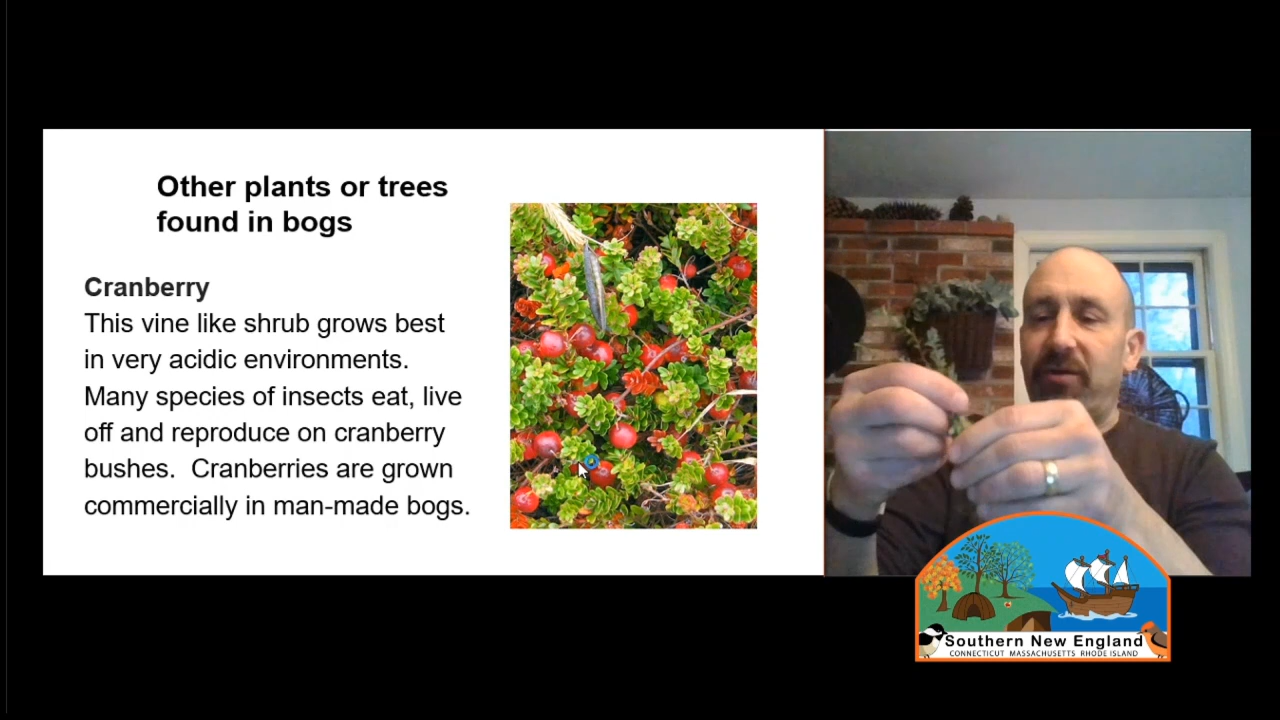 Other plants or trees
found in bogs
Cranberry
This vine like shrub grows best
in very acidic environments.
Many species of insects eat, live
off and reproduce on cranberry
bushes.  Cranberries are grown
commercially in man-made bogs.
Southern New England
CONNECTICUT MASSACHUSETTS RHODE ISLAND